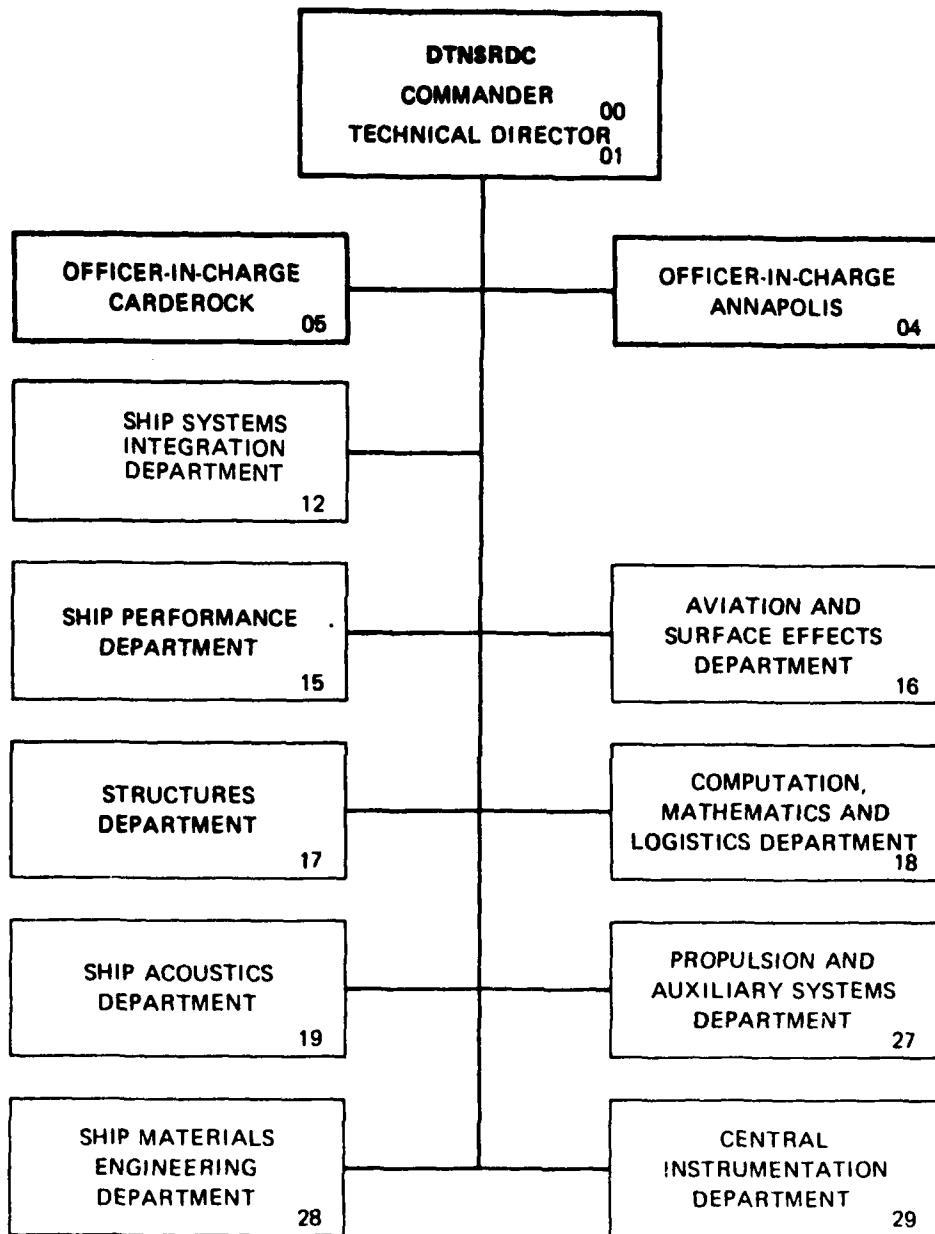 DTNSRDC
COMMANDER
00
TECHNICAL DIRECTOR
01
OFFICER-IN-CHARGE
CARDEROCK
05
OFFICER-IN-CHARGE
ANNAPOLIS
04
SHIP SYSTEMS
INTEGRATION
DEPARTMENT
12
SHIP PERFORMANCE
DEPARTMENT
15
AVIATION AND
SURFACE EFFECTS
DEPARTMENT
16
STRUCTURES
DEPARTMENT
17
COMPUTATION,
MATHEMATICS AND
LOGISTICS DEPARTMENT
18
SHIP ACOUSTICS
DEPARTMENT
19
PROPULSION AND
AUXILIARY SYSTEMS
DEPARTMENT
27
SHIP MATERIALS
ENGINEERING
DEPARTMENT
28
CENTRAL
INSTRUMENTATION
DEPARTMENT
29